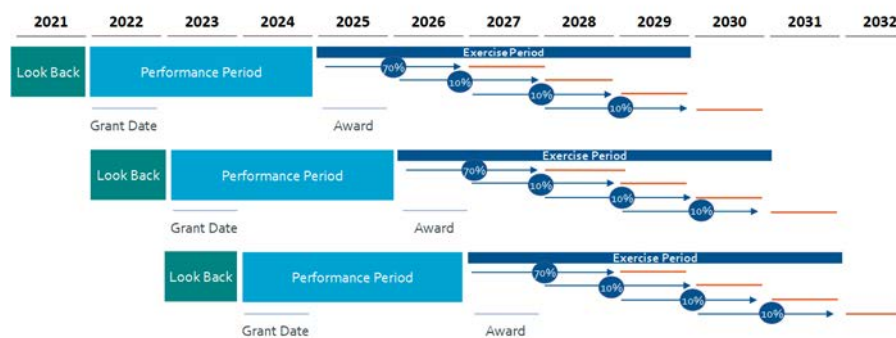 2021 2022 2023 2024 2025 2026 2027 2028 2029 2030 2031 2032
Exercise Period
Look Back Performance Period
70%
10%
10%
10%
Grant Date Award
Exercise Period
Look Back Performance Period
70%
10%
10%
10%
Grant Date Award
Exercise Period
Look Back Performance Period
70%
10%
10%
10%
Grant Date Award